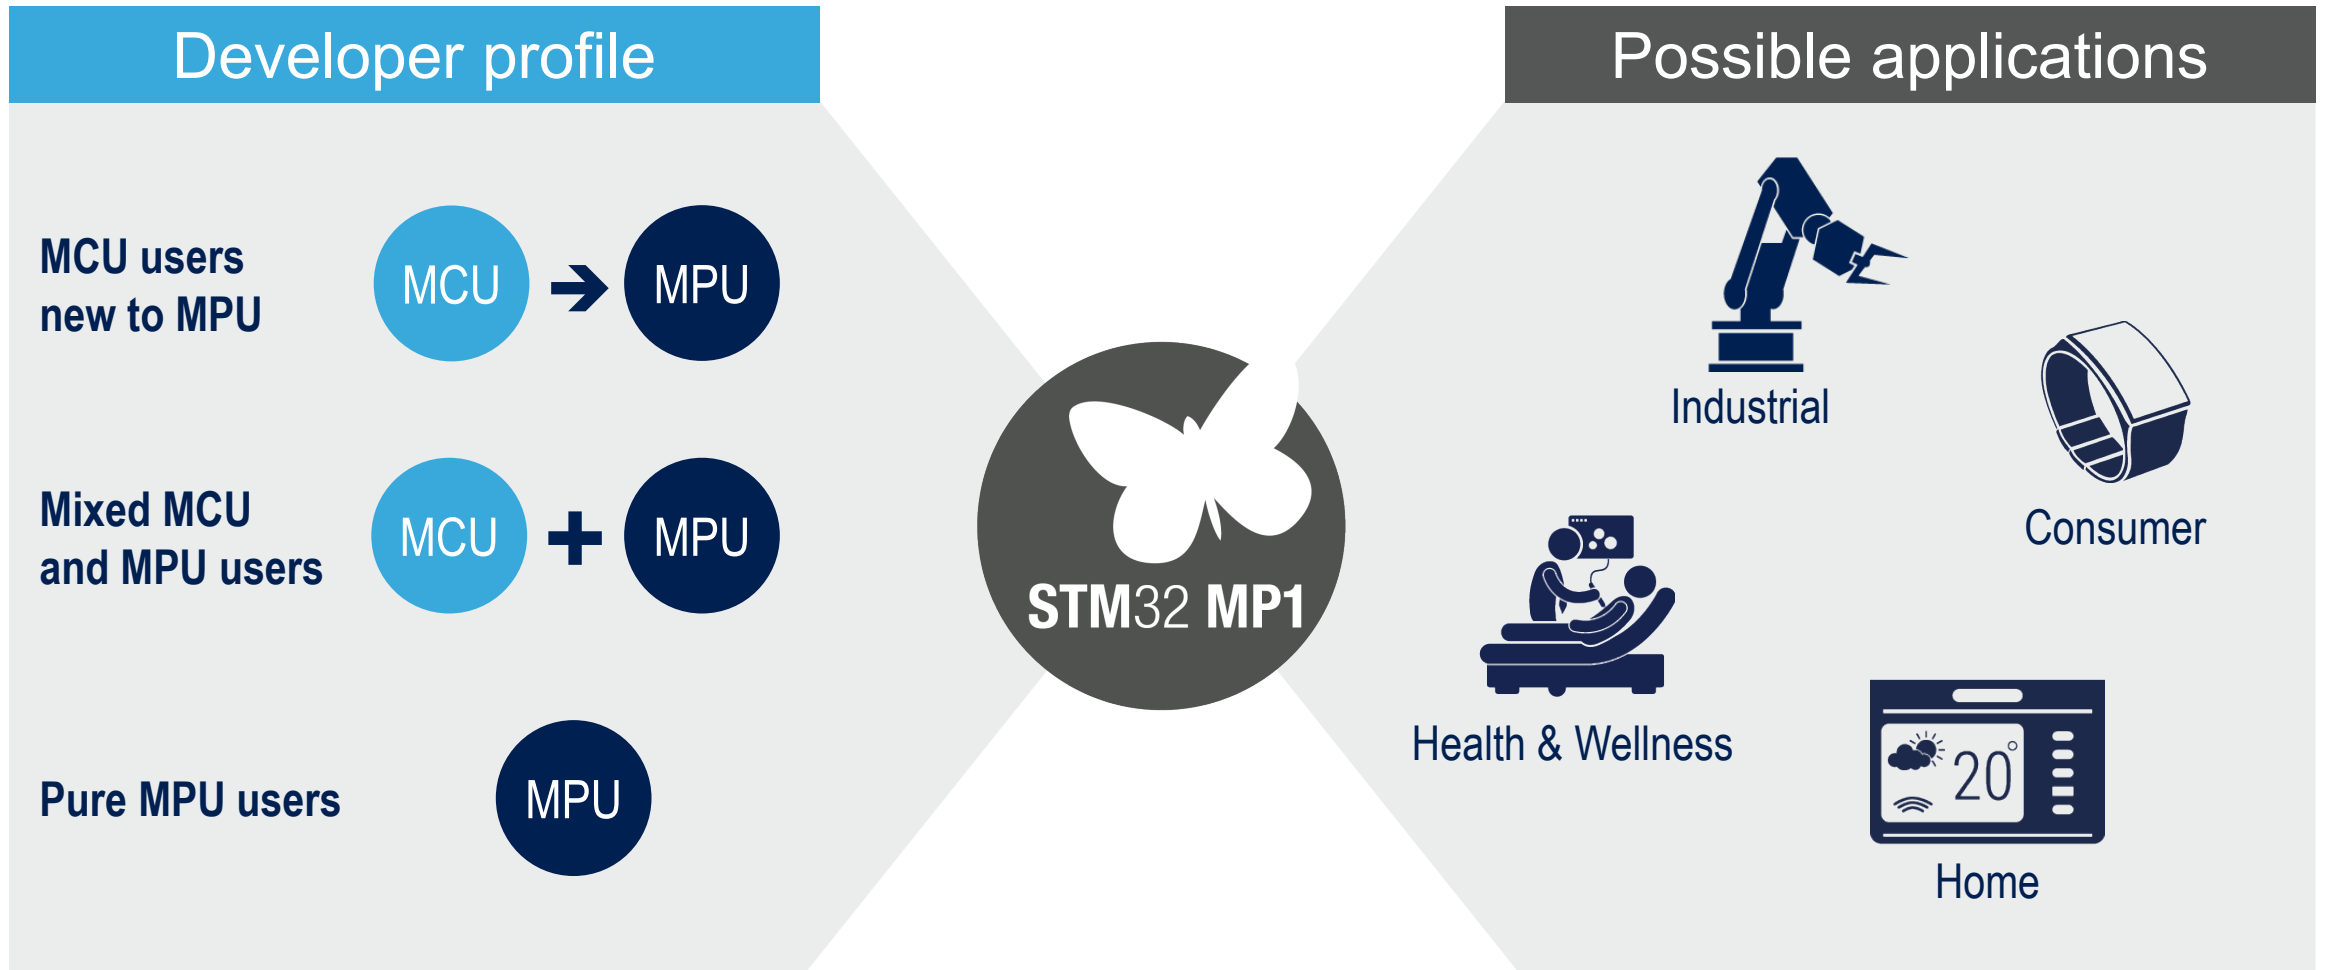 Developer profile
MCU users
new to MPU
MCU
MPU
Mixed MCU
and MPU users
MCU
MPU
Pure MPU users
MPU
STM32 MP1
Possible applications
Industrial
Consumer
Health & Wellness
20°
Home